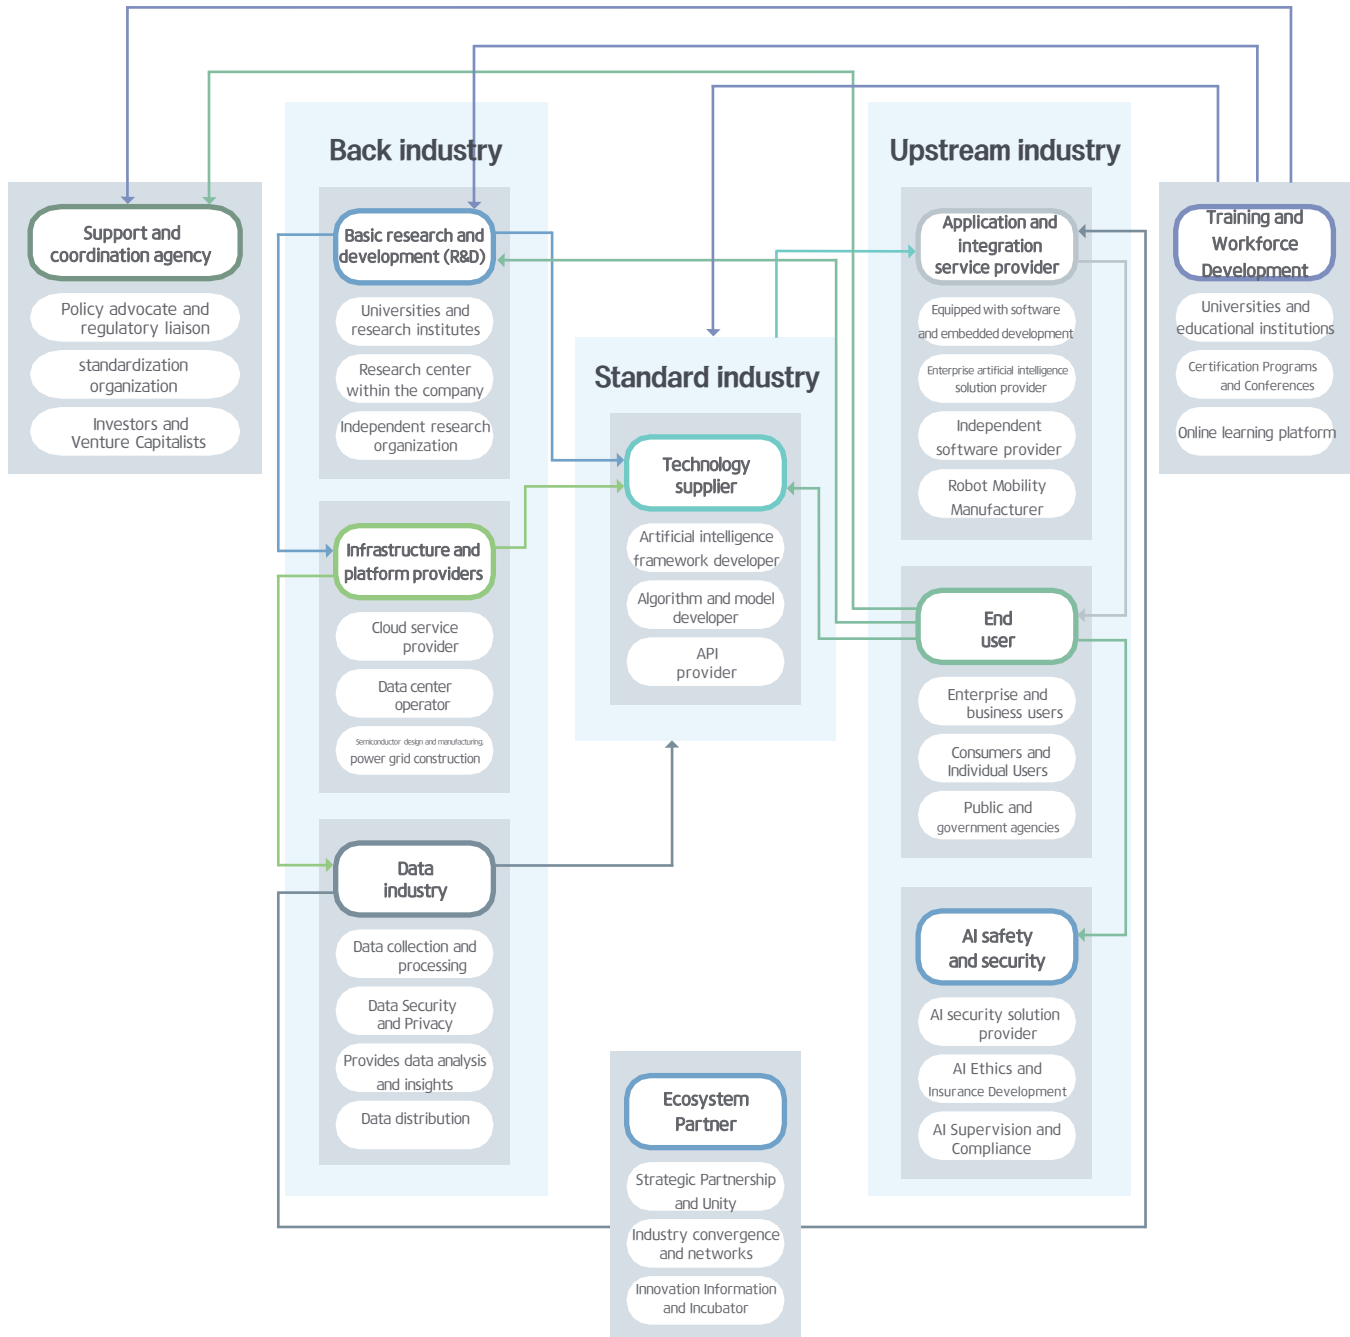 Back industry
Upstream industry
Support and
coordination agency
Policy advocate and
regulatory liaison
standardization
organization
Investors and
Venture Capitalists
Basic research and
development (R&D)
Universities and
research institutes
Research center
within the company
Independent research
organization
Infrastructure and
platform providers
Cloud service
provider
Data center
operator
Semiconductor design and manufacturing,
power grid construction
Data
industry
Data collection and
processing
Data Security
and Privacy
Provides data analysis
and insights
Data distribution
Standard industry
Technology
supplier
Artificial intelligence
framework developer
Algorithm and model
developer
API
provider
Ecosystem
Partner
Strategic Partnership
and Unity
Industry convergence
and networks
Innovation Information
and Incubator
Application and
integration
service provider
Equipped with software
and embedded development
Enterprise artificial intelligence
solution provider
Independent
software provider
Robot Mobility
Manufacturer
End
user
Enterprise and
business users
Consumers and
Individual Users
Public and
government agencies
AI safety
and security
AI security solution
provider
AI Ethics and
Insurance Development
AI Supervision and
Compliance
Training and
Workforce
Development
Universities and
educational institutions
Certification Programs
and Conferences
Online learning platform